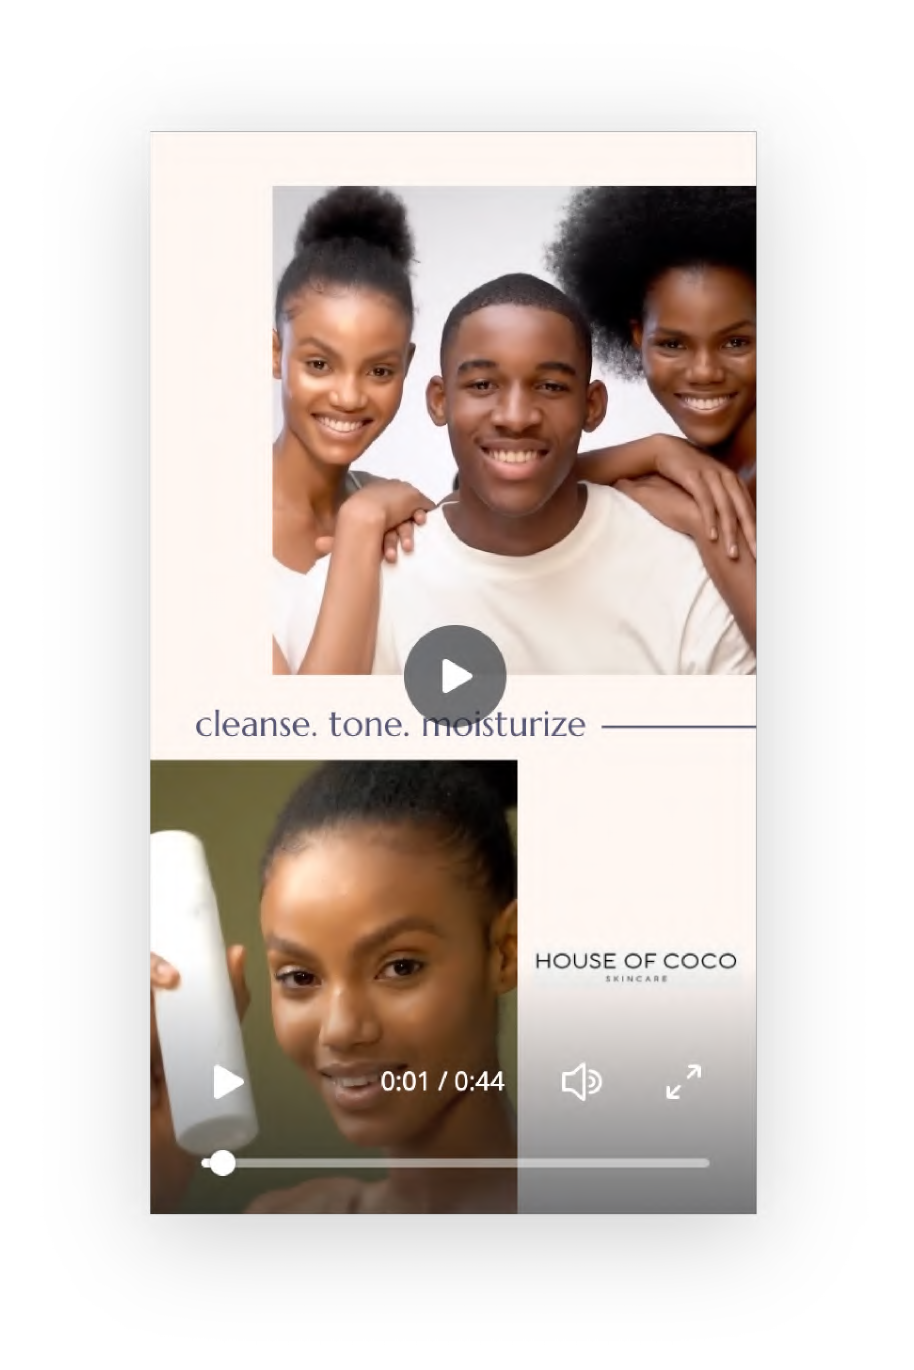 cleanse. tone. moisturize
HOUSE OF COCO
SKINCARE
0:01 / 0:44